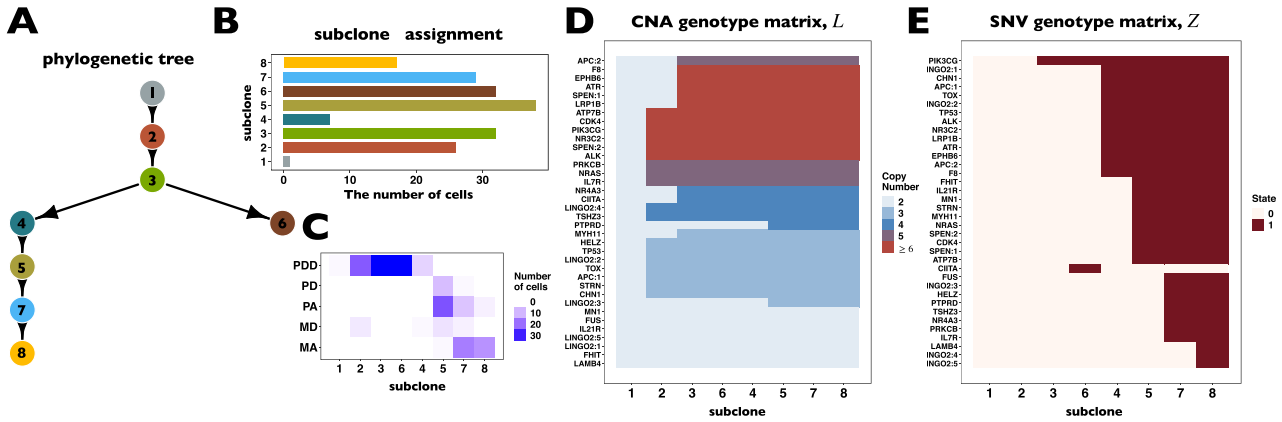 A
phylogenetic tree
1
2
3
4
6
5
7
8
B
subclone assignment
subclone
8
7
6
5
4
3
2
1
0 10 20 30
The number of cells
C
PDD
PD
PA
MD
MA
1 2 3 6 4 5 7 8
subclone
Number
of cells
0
10
20
30
D
CNA genotype matrix, L
APC:2
F8
EPHB6
ATR
SPEN:1
LRP1B
ATP7B
CDK4
PIK3CG
NR3C2
SPEN:2
ALK
PRKCB
NRAS
IL7R
NR4A3
CIITA
LINGO2:4
TSHZ3
PTPRD
MYH11
HELZ
TP53
LINGO2:2
TOX
APC:1
STRN
CHN1
LINGO2:3
MN1
FUS
IL21R
LINGO2:5
LINGO2:1
FHIT
LAMB4
1 2 3 6 4 5 7 8
subclone
Copy
Number
2
3
4
5
≥ 6
E
SNV genotype matrix, Z
PIK3CG
INGO2:1
CHN1
APC:1
TOX
INGO2:2
TP53
ALK
NR3C2
LRP1B
ATR
EPHB6
APC:2
F8
FHIT
IL21R
MN1
STRN
MYH11
NRAS
SPEN:2
CDK4
SPEN:1
ATP7B
CIITA
FUS
INGO2:3
HELZ
PTPRD
TSHZ3
NR4A3
PRKCB
IL7R
LAMB4
INGO2:4
INGO2:5
1 2 3 6 4 5 7 8
subclone
State
0
1